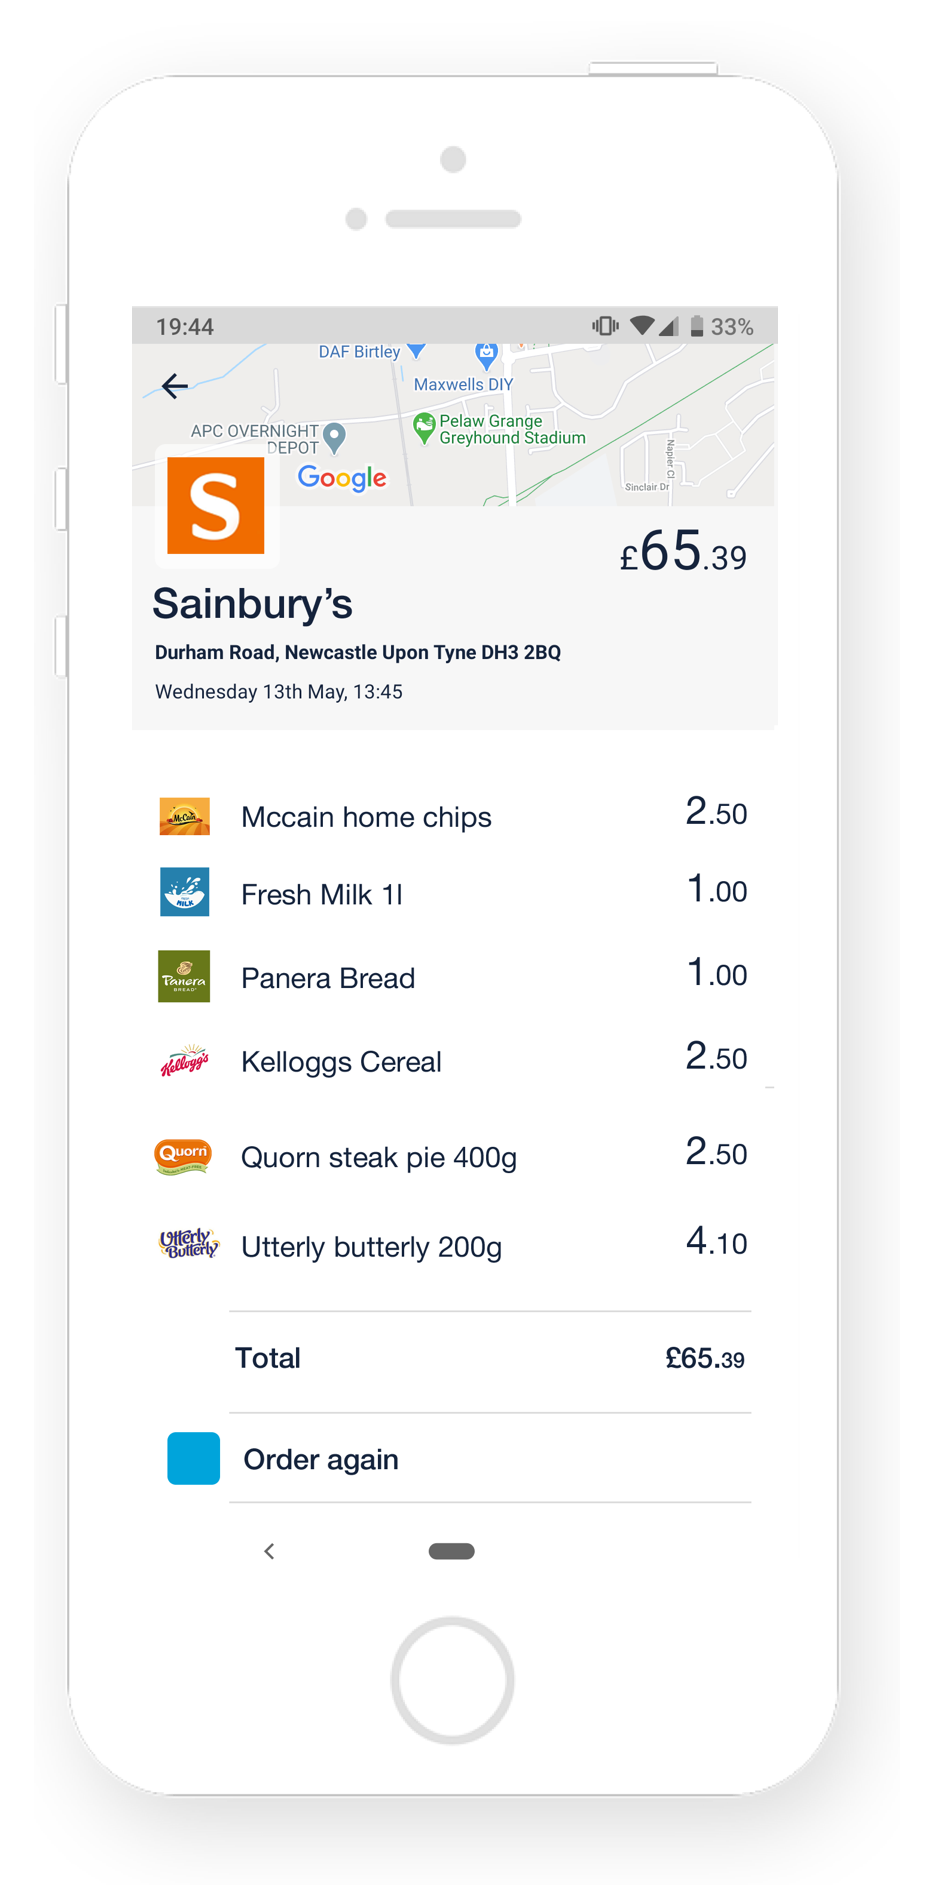 19:44
33%
DAF Birtley
Maxwells DIY
APC OVERNIGHT
DEPOT
Pelaw Grange
Greyhound Stadium
Google
Napier Cl
Sinclair Dr
S
£65.39
Sainbury’s
Durham Road, Newcastle Upon Tyne DH3 2BQ
Wednesday 13th May, 13:45
McCain
Mccain home chips
2.50
MILK
Fresh Milk 1l
1.00
Panera
BREAD
Panera Bread
1.00
Kellogg's
Kelloggs Cereal
2.50
Quorn
Quorn steak pie 400g
2.50
Utterly
Butterly
Utterly butterly 200g
4.10
Total
£65.39
Order again